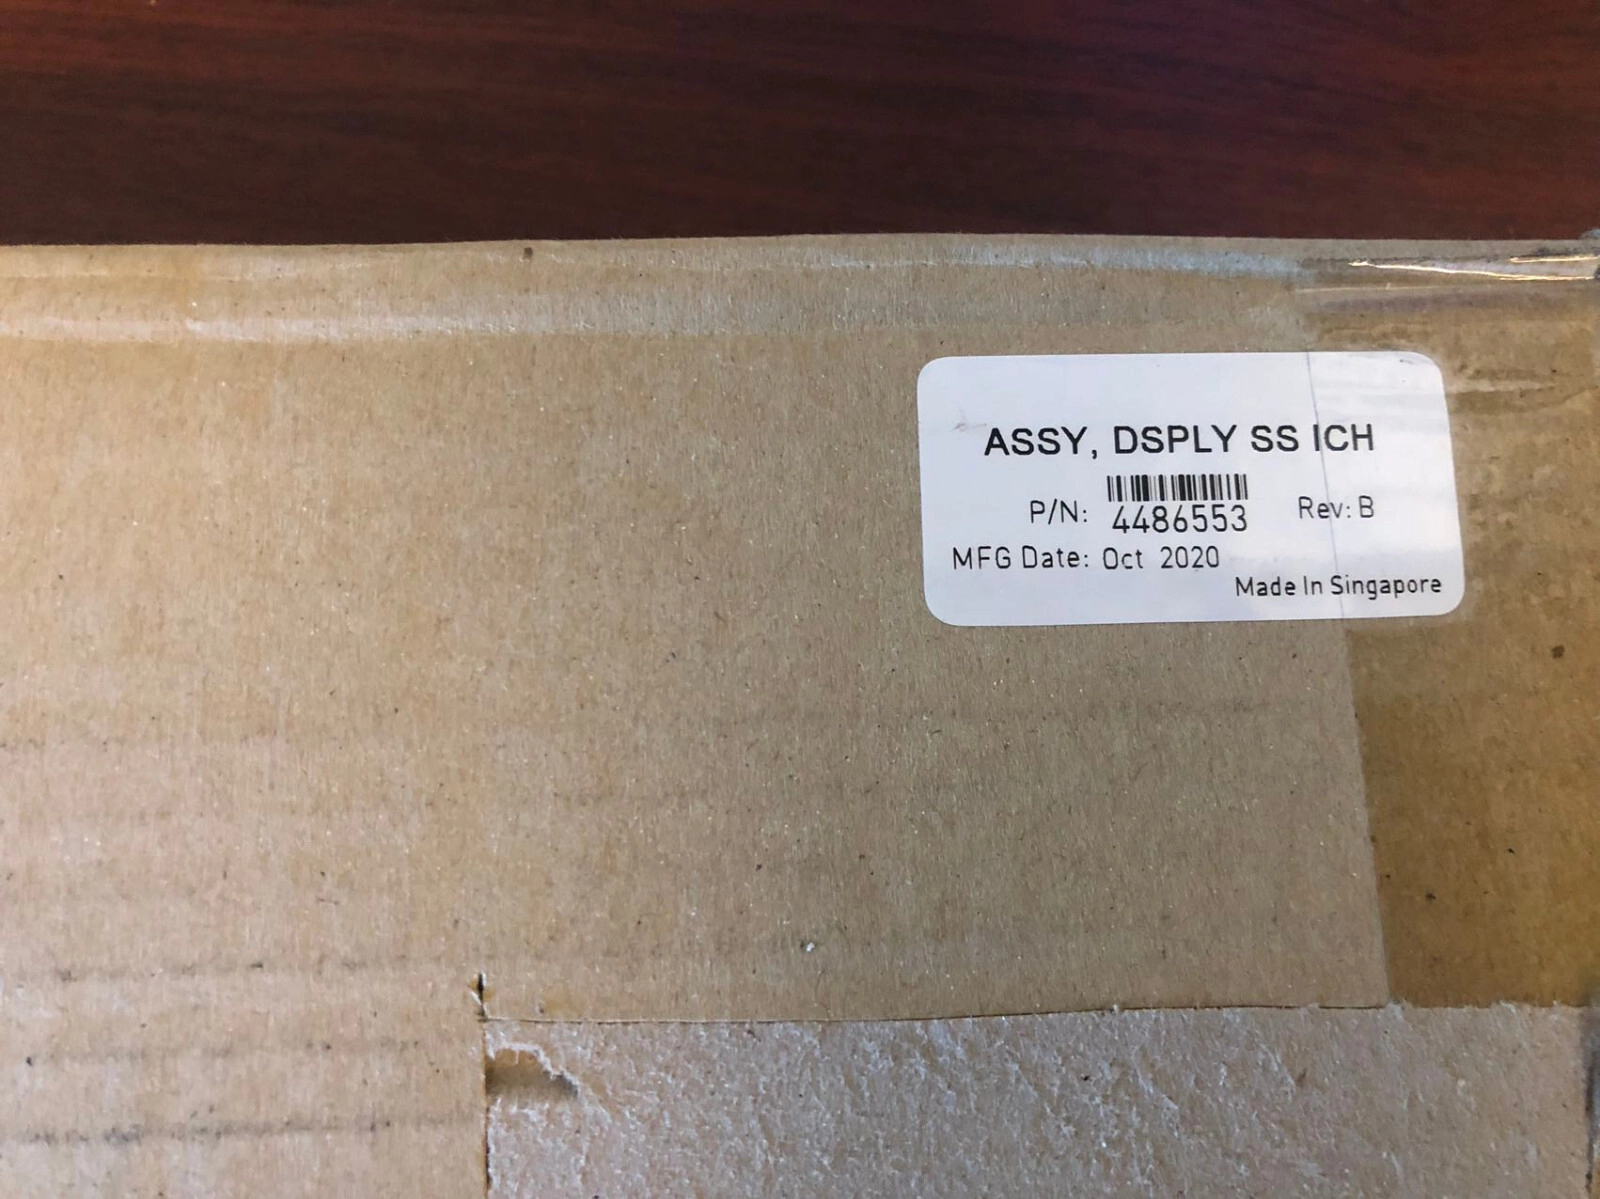 ASSY, DSPLY SS ICH
P/N: 4486553 Rev: B
MFG Date: Oct 2020
Made In Singapore